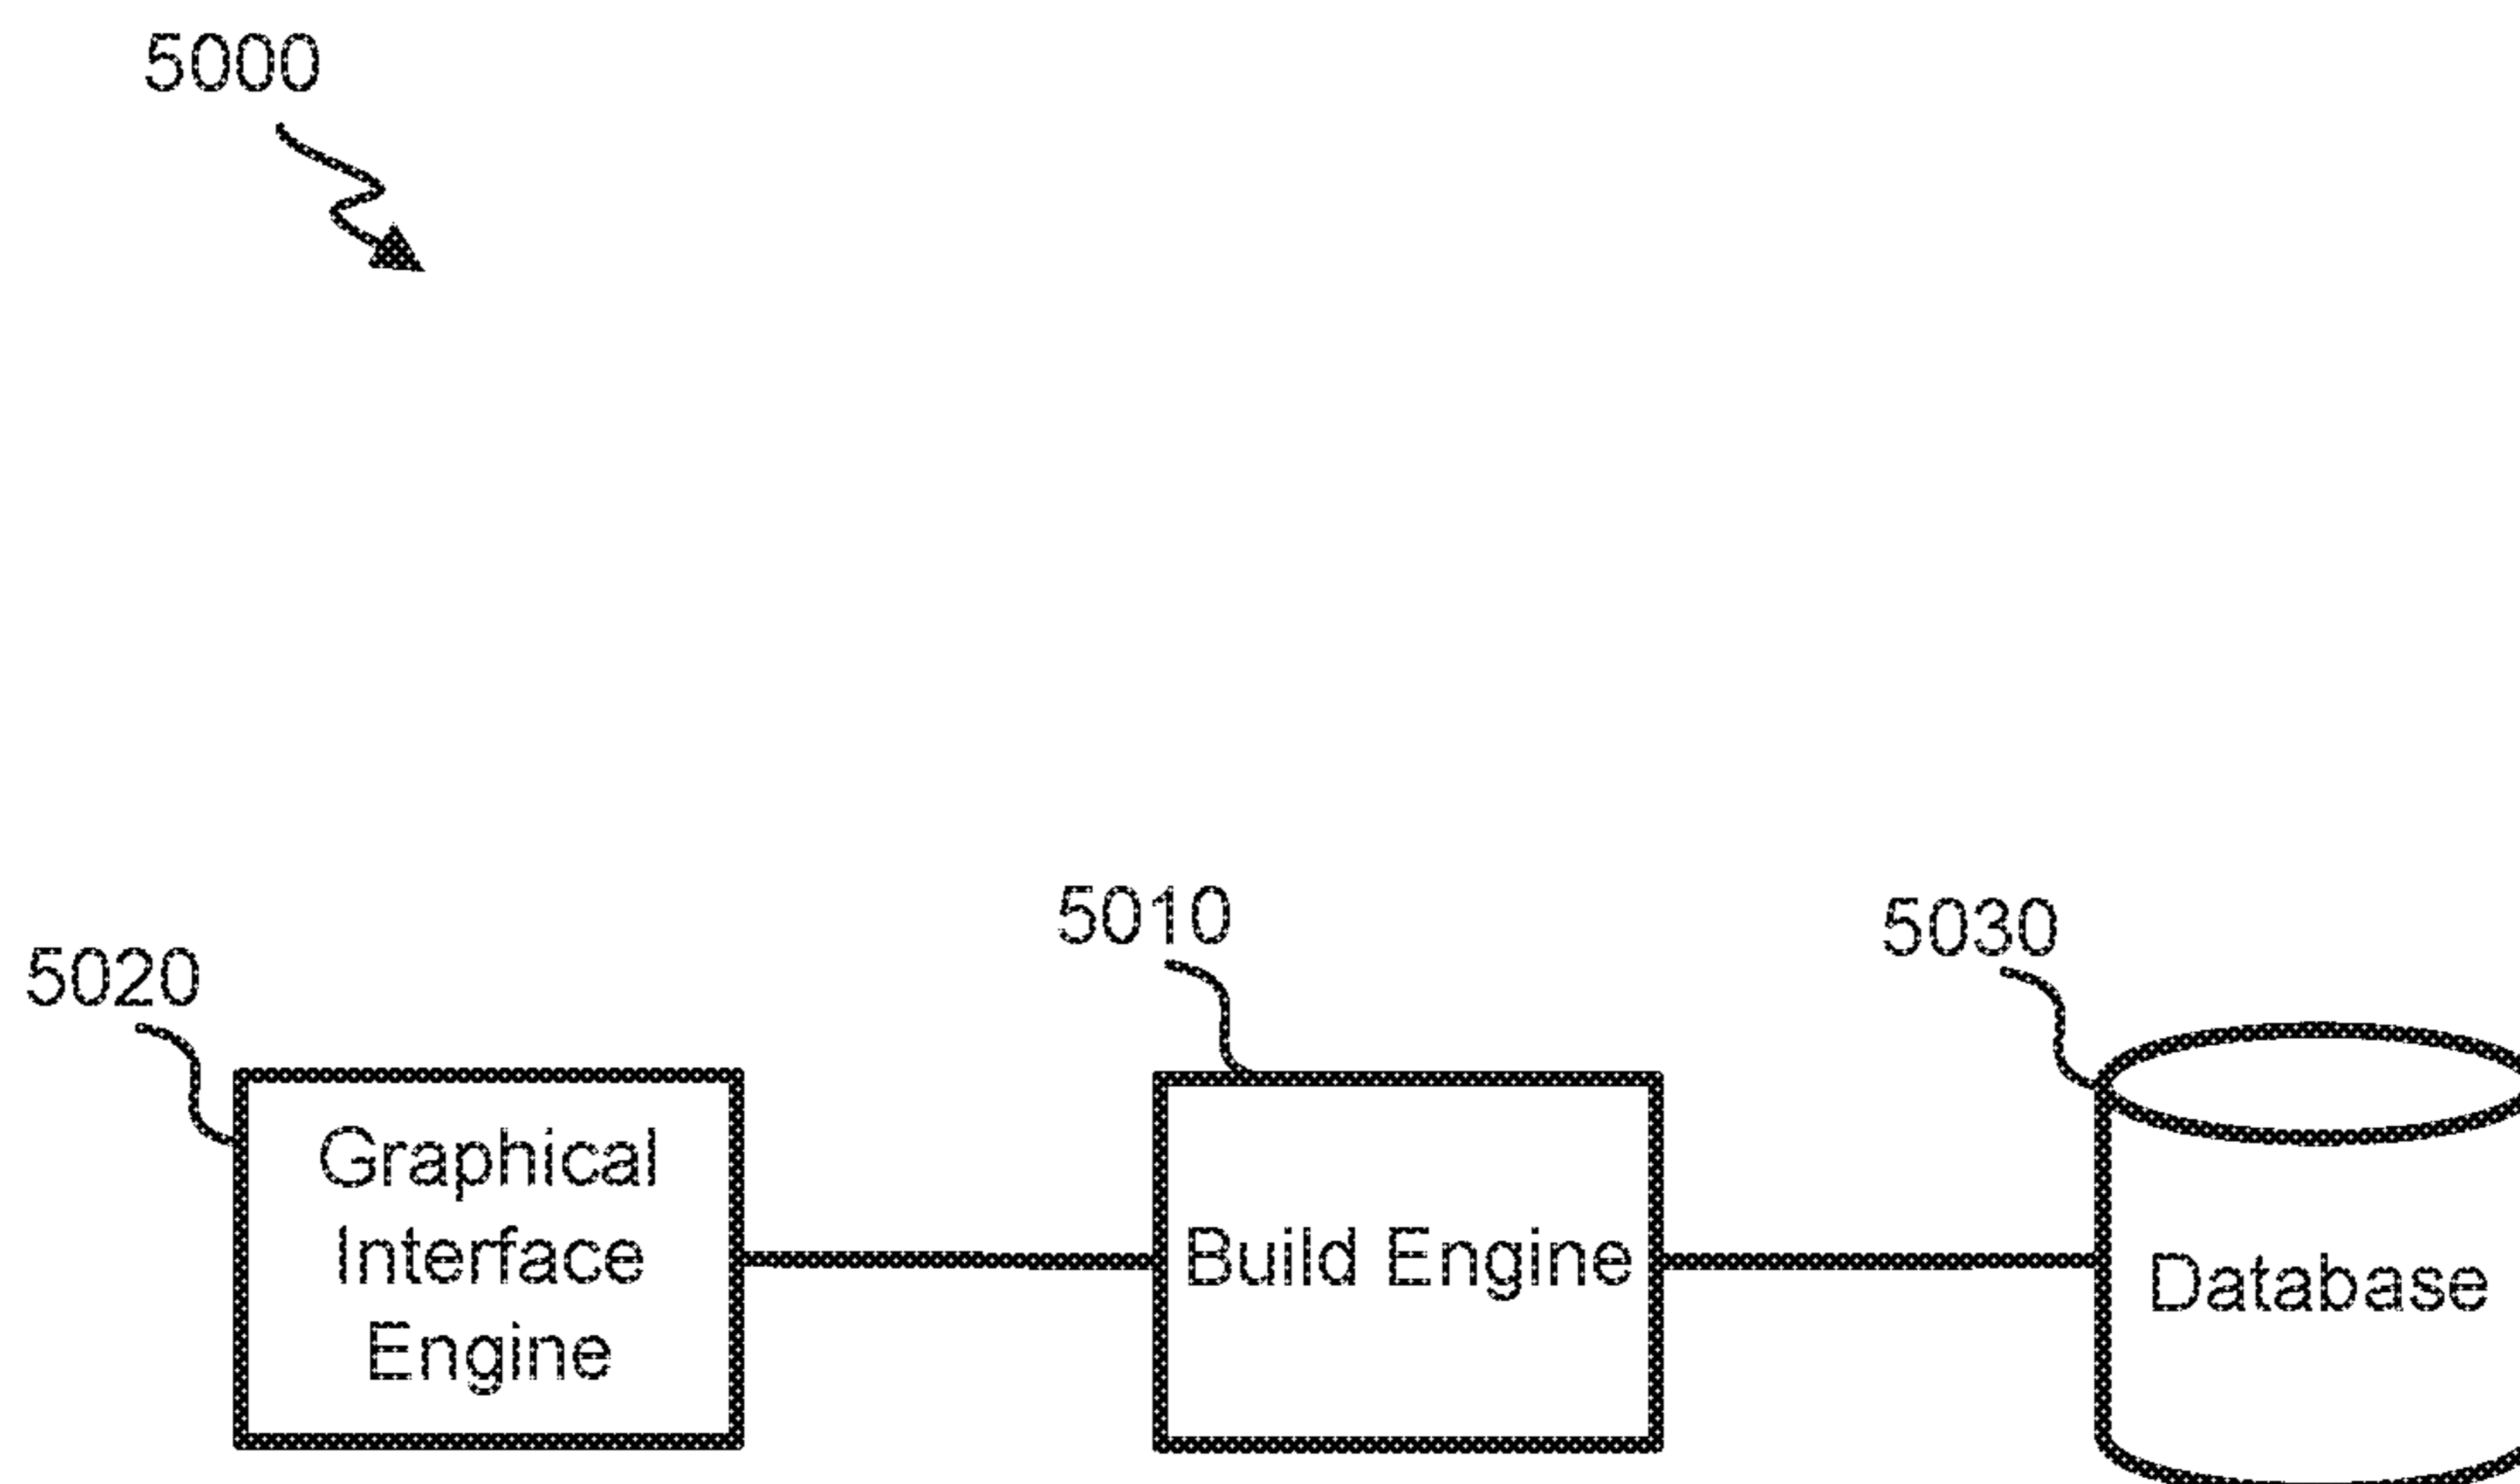 5000
5010
5030
5020
Graphical
Interface
Engine
Build Engine
Database